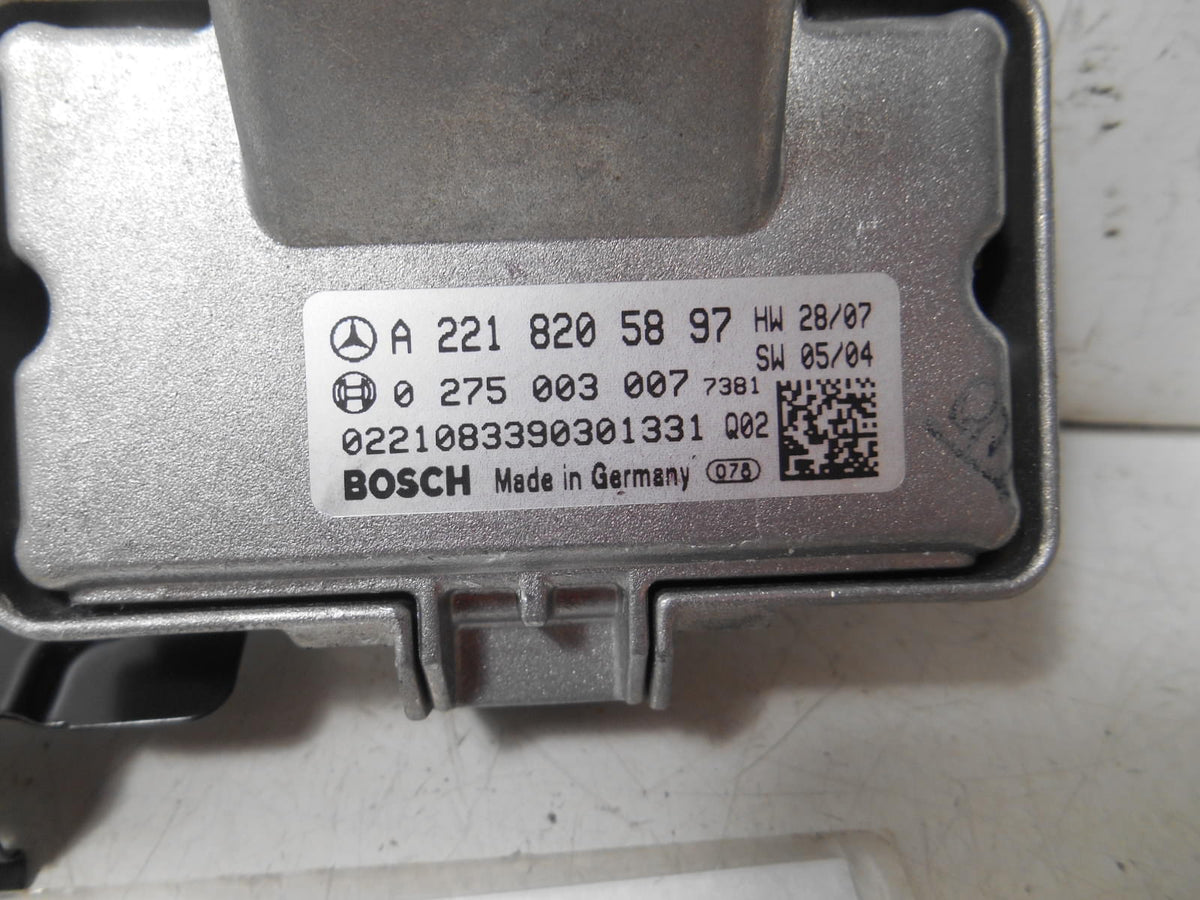 A 221 820 58 97 HW 28/07
SW 05/04
0 275 003 007 7381
0221083390301331 Q02
BOSCH Made in Germany 078